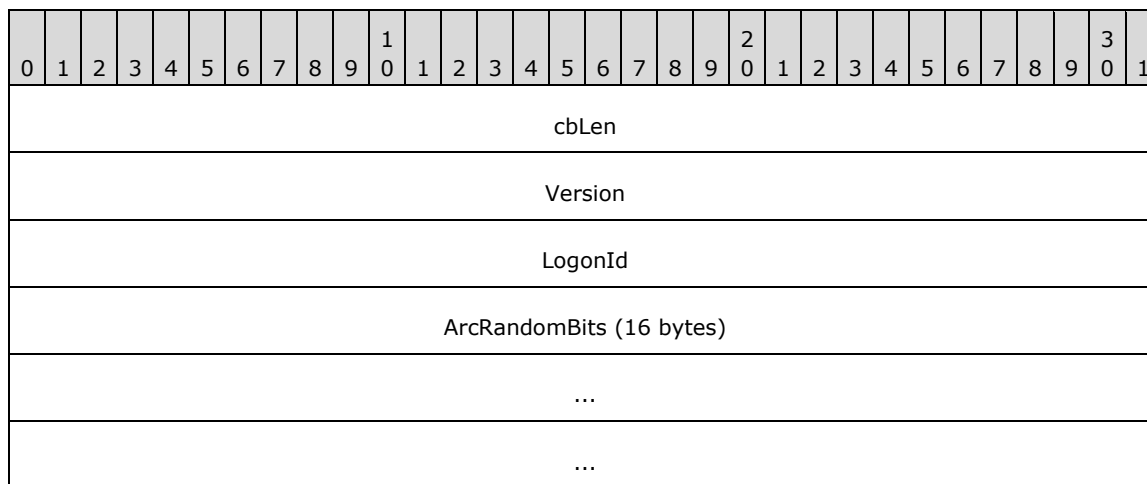 1 2 3
0 1 2 3 4 5 6 7 8 9 0 1 2 3 4 5 6 7 8 9 0 1 2 3 4 5 6 7 8 9 0 1
cbLen
Version
LogonId
ArcRandomBits (16 bytes)
...
...